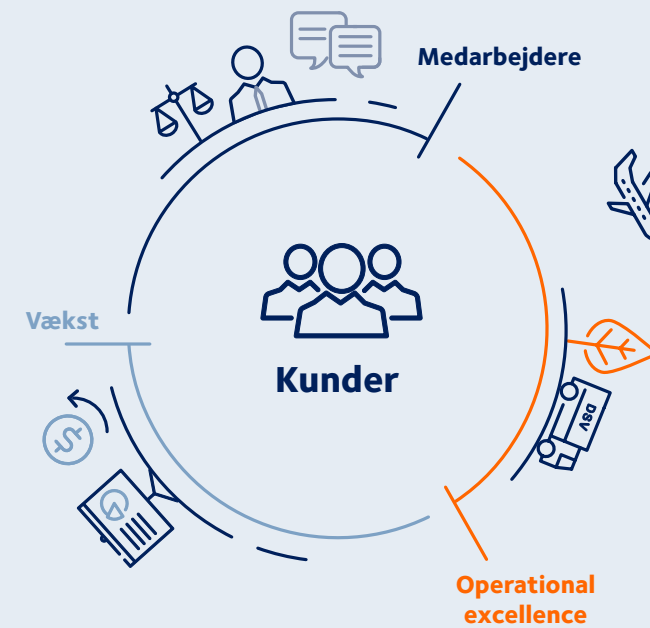 Medarbejdere
Vækst
Kunder
DSV
Operational
excellence